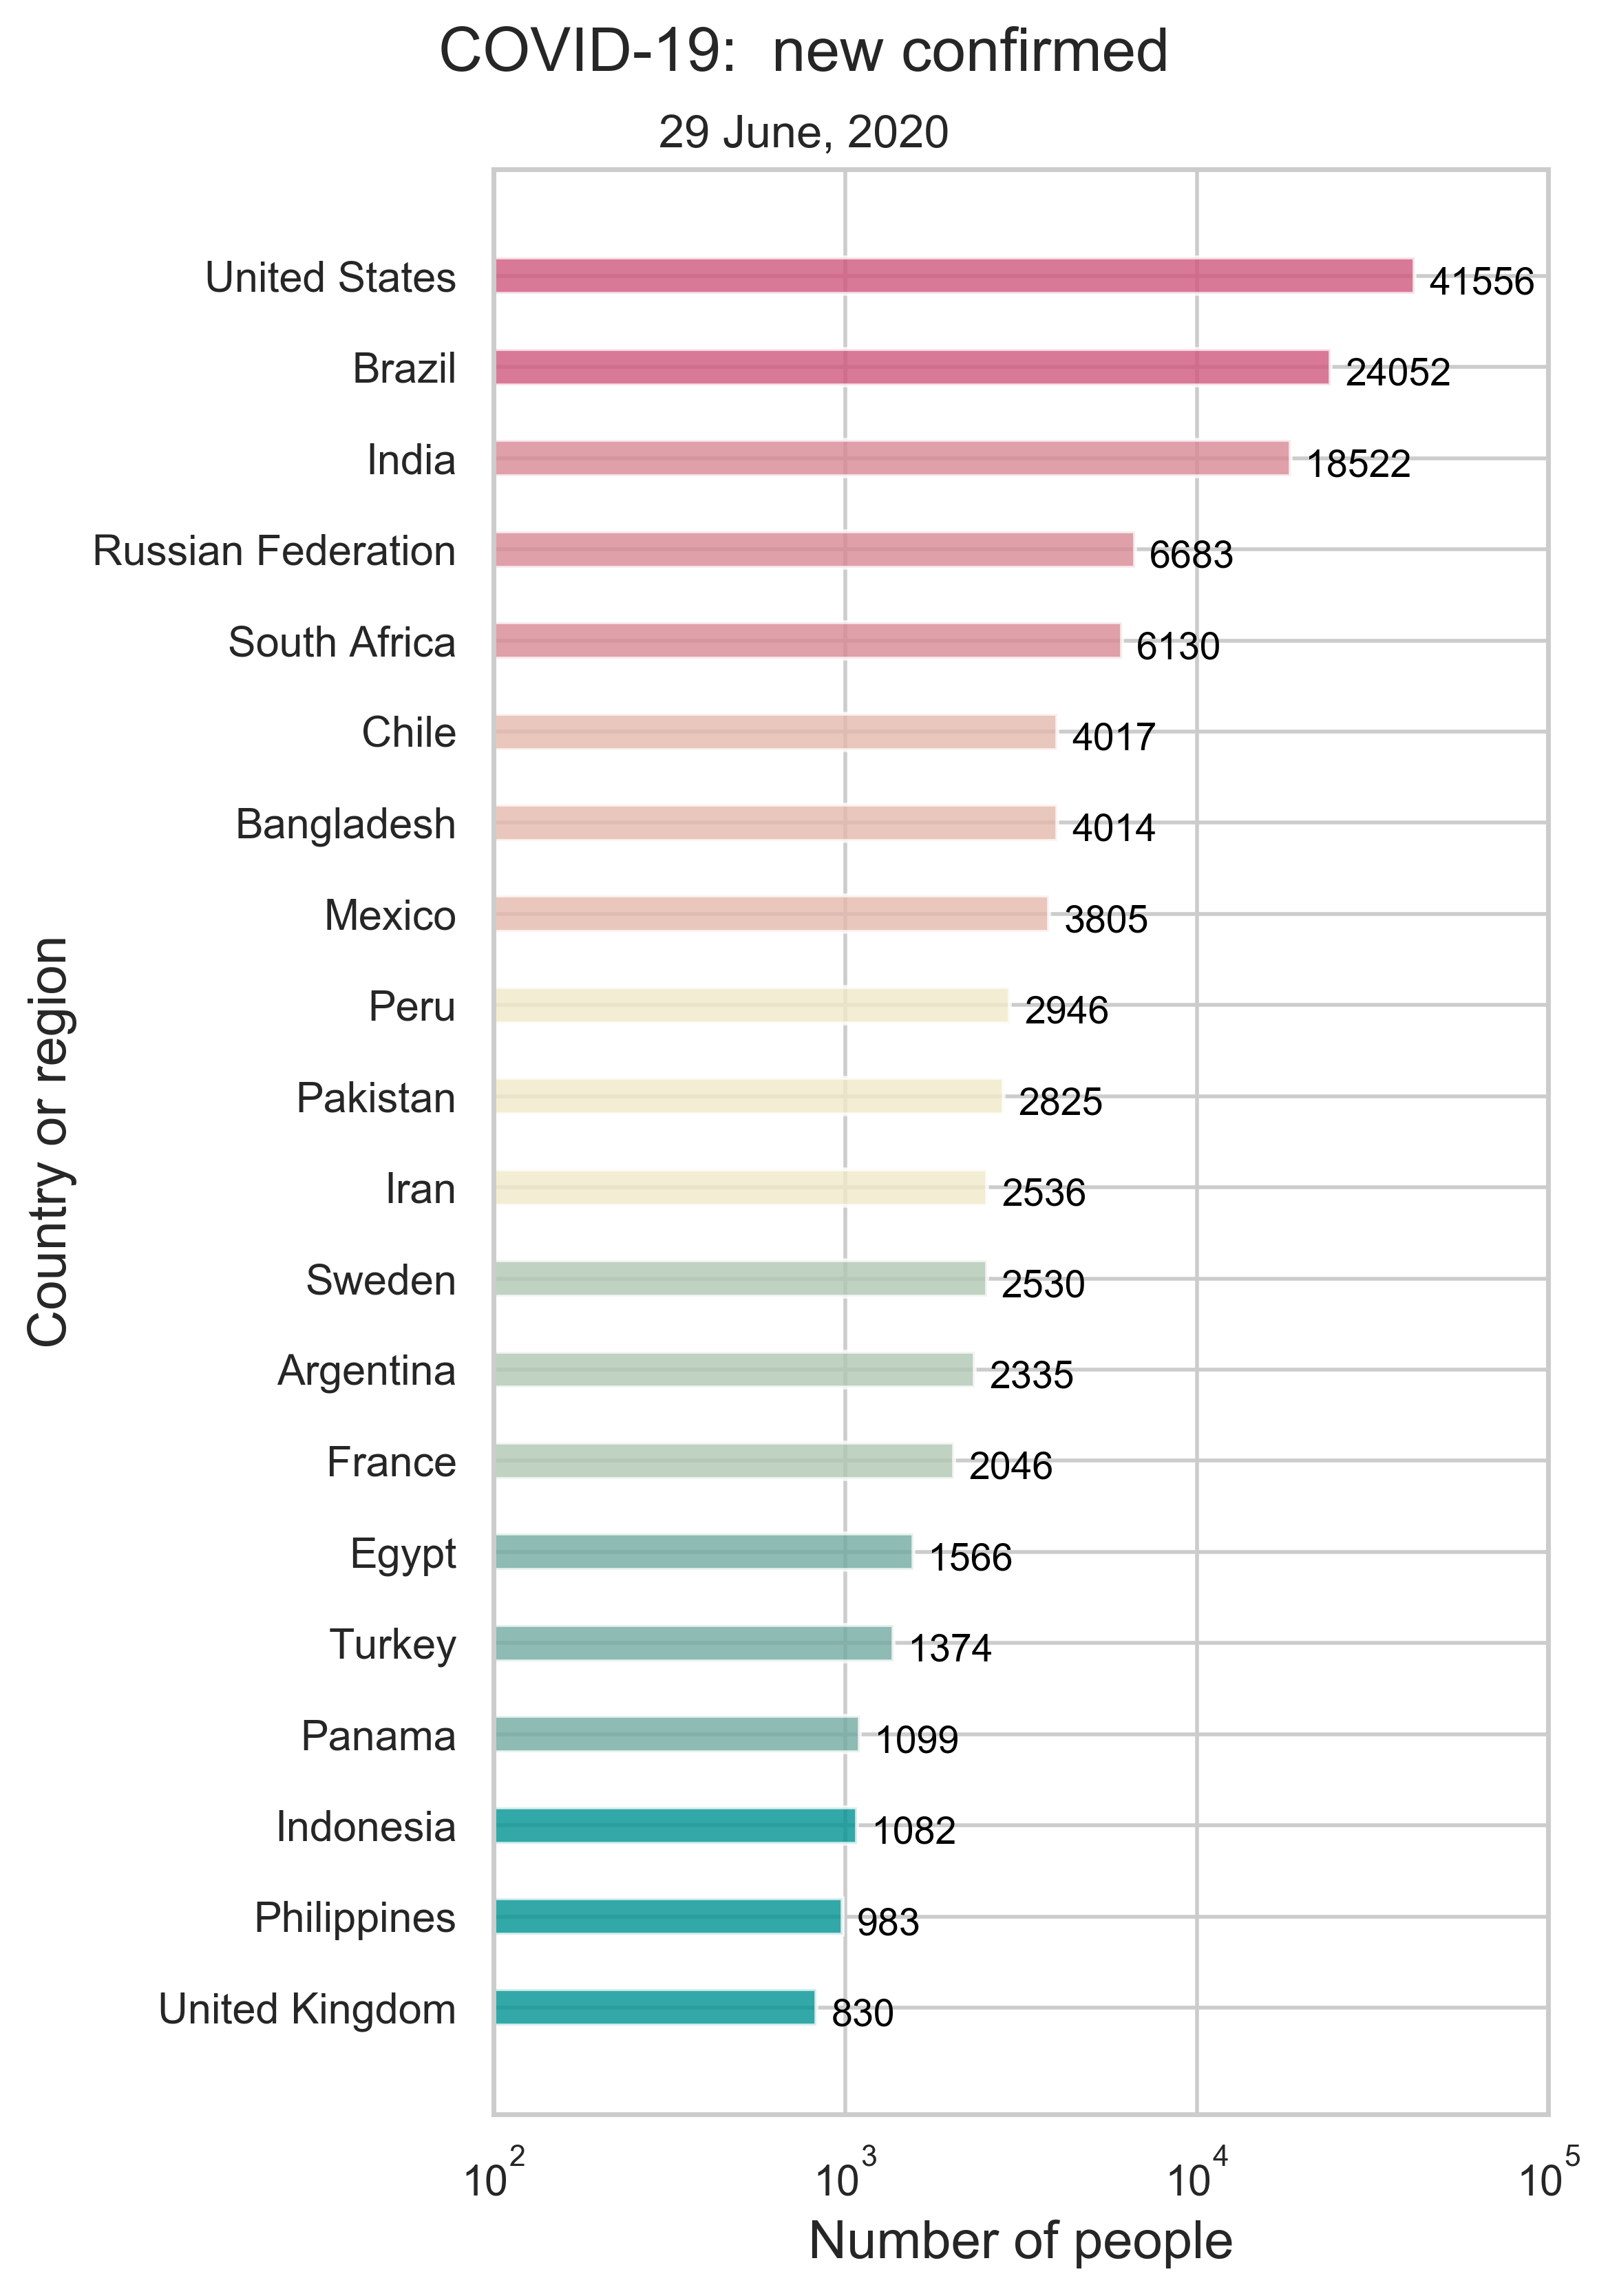 COVID-19:  new confirmed
29 June, 2020
United States 41556
Brazil 24052
India 18522
Russian Federation 6683
South Africa 6130
Chile 4017
Bangladesh 4014
Mexico 3805
Peru 2946
Pakistan 2825
Iran 2536
Sweden 2530
Argentina 2335
France 2046
Egypt 1566
Turkey 1374
Panama 1099
Indonesia 1082
Philippines 983
United Kingdom 830
Country or region
10² 10³ 10⁴ 10⁵
Number of people